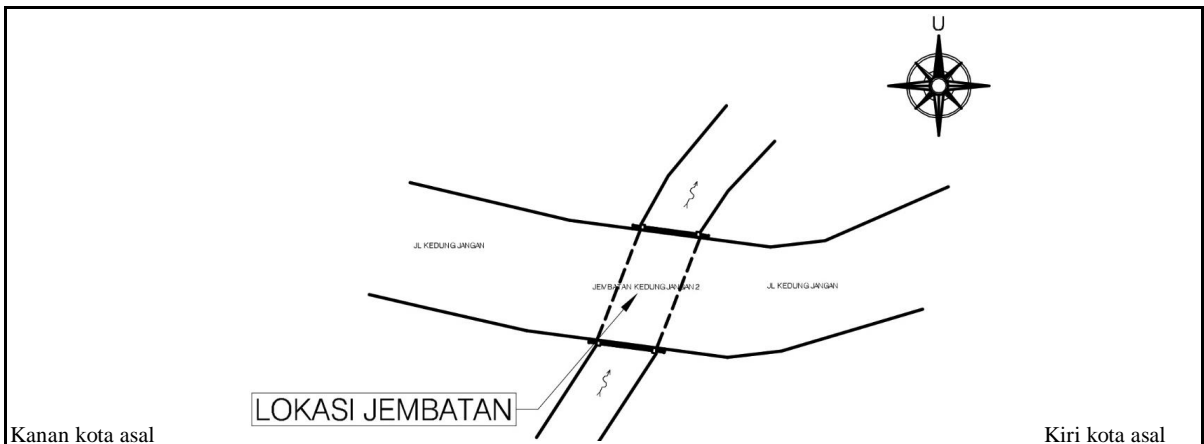 U
JL KEDUNG JANGAN
JEMBATAN KEDUNG JANGAN 2
JL KEDUNG JANGAN
LOKASI JEMBATAN
Kanan kota asal
Kiri kota asal